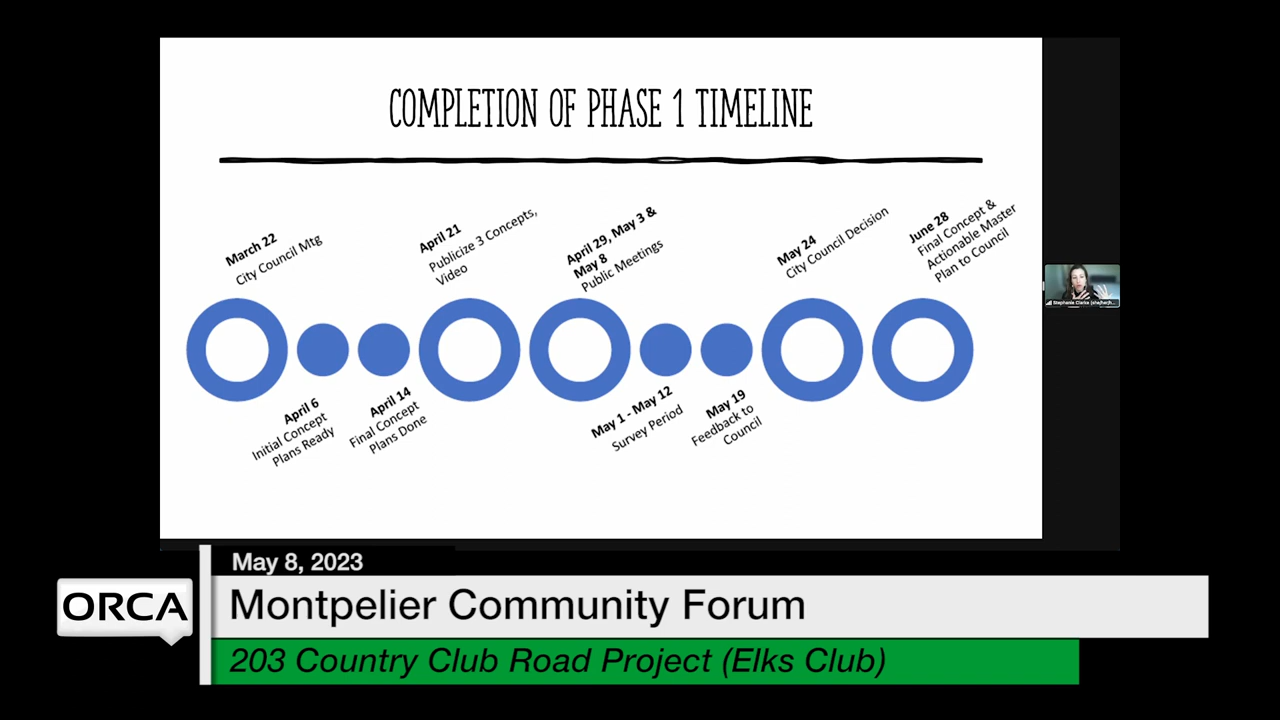 COMPLETION OF PHASE 1 TIMELINE
March 22
City Council Mtg
April 6
Initial Concept
Plans Ready
April 14
Final Concept
Plans Done
April 21
Publicize 3 Concepts,
Video
April 29, May 3 &
May 8
Public Meetings
May 1 - May 12
Survey Period
May 19
Feedback to
Council
May 24
City Council Decision
June 28
Final Concept &
Actionable Master
Plan to Council
Stephanie Clarke
May 8, 2023
ORCA
Montpelier Community Forum
203 Country Club Road Project (Elks Club)